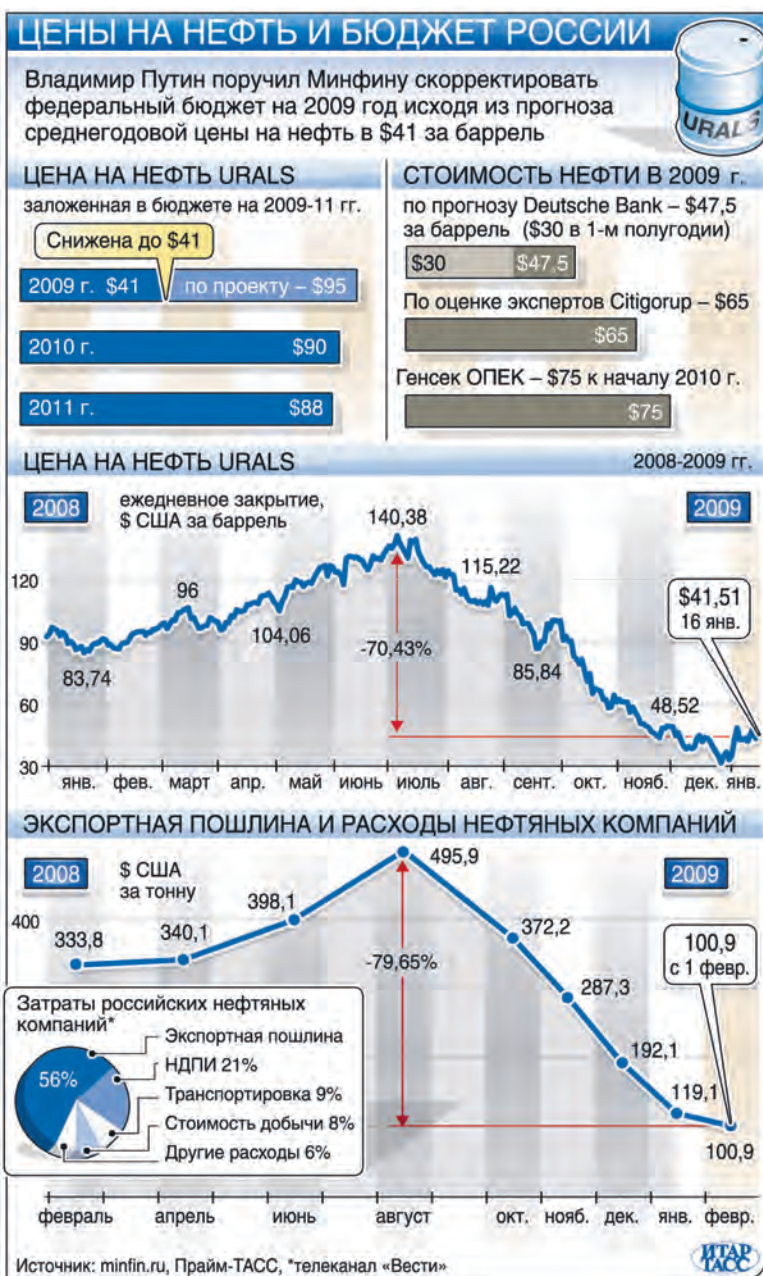 ЦЕНЫ НА НЕФТЬ И БЮДЖЕТ РОССИИ
Владимир Путин поручил Минфину скорректировать
федеральный бюджет на 2009 год исходя из прогноза
среднегодовой цены на нефть в $41 за баррель
URALS
ЦЕНА НА НЕФТЬ URALS
заложенная в бюджете на 2009-11 гг.
Снижена до $41
2009 г. $41 по проекту – $95
2010 г. $90
2011 г. $88
СТОИМОСТЬ НЕФТИ В 2009 г.
по прогнозу Deutsche Bank – $47,5
за баррель ($30 в 1-м полугодии)
$30 $47,5
По оценке экспертов Citigorup – $65
$65
Генсек ОПЕК – $75 к началу 2010 г.
$75
ЦЕНА НА НЕФТЬ URALS 2008-2009 гг.
2008 ежедневное закрытие,
$ США за баррель
2009
140,38
120
96
115,22
$41,51
16 янв.
104,06
90
-70,43%
83,74
85,84
60
48,52
30
янв. фев. март апр. май июнь июль авг. сент. окт. нояб. дек. янв.
ЭКСПОРТНАЯ ПОШЛИНА И РАСХОДЫ НЕФТЯНЫХ КОМПАНИЙ
2008 $ США
за тонну
495,9
2009
398,1
400
333,8
340,1
372,2
100,9
с 1 февр.
-79,65%
287,3
192,1
119,1
100,9
Затраты российских нефтяных
компаний*
56%
Экспортная пошлина
НДПИ 21%
Транспортировка 9%
Стоимость добычи 8%
Другие расходы 6%
февраль апрель июнь август окт. нояб. дек. янв. февр.
Источник: minfin.ru, Прайм-ТАСС, *телеканал «Вести»
ИТАР
ТАСС